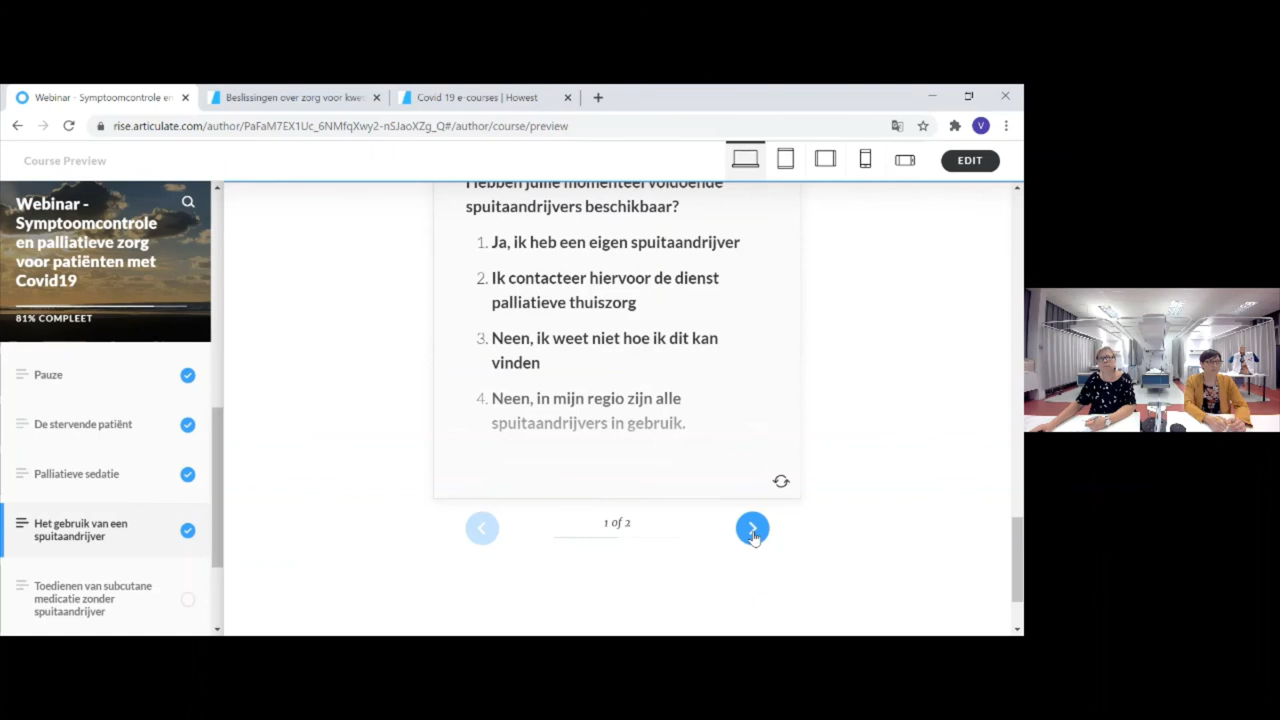 Webinar - Symptoomcontrole en
Beslissingen over zorg voor kwe
Covid 19 e-courses | Howest
rise.articulate.com/author/PaFaM7EX1Uc_6NMfqXwy2-nSJaoXZg_Q#/author/course/preview
V
Course Preview
EDIT
Webinar -
Symptoomcontrole
en palliatieve zorg
voor patiënten met
Covid19
81% COMPLEET
Pauze
De stervende patiënt
Palliatieve sedatie
Het gebruik van een
spuitaandrijver
Toedienen van subcutane
medicatie zonder
spuitaandrijver
Hebben jullie momenteel voldoende
spuitaandrijvers beschikbaar?
1. Ja, ik heb een eigen spuitaandrijver
2. Ik contacteer hiervoor de dienst
palliatieve thuiszorg
3. Neen, ik weet niet hoe ik dit kan
vinden
4. Neen, in mijn regio zijn alle
spuitaandrijvers in gebruik.
1 of 2